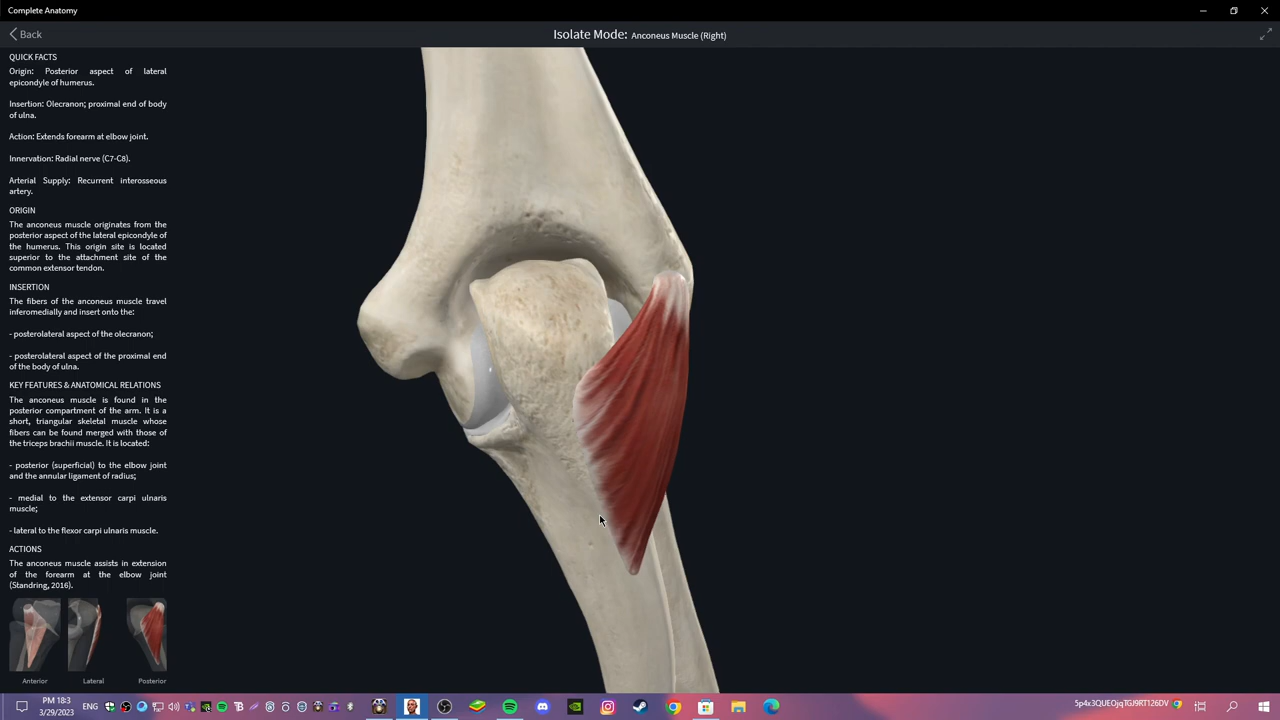 Complete Anatomy
Back
Isolate Mode: Anconeus Muscle (Right)
QUICK FACTS
Origin: Posterior aspect of lateral
epicondyle of humerus.
Insertion: Olecranon; proximal end of body
of ulna.
Action: Extends forearm at elbow joint.
Innervation: Radial nerve (C7-C8).
Arterial Supply: Recurrent interosseous
artery.
ORIGIN
The anconeus muscle originates from the
posterior aspect of the lateral epicondyle of
the humerus. This origin site is located
superior to the attachment site of the
common extensor tendon.
INSERTION
The fibers of the anconeus muscle travel
inferomedially and insert onto the:
- posterolateral aspect of the olecranon;
- posterolateral aspect of the proximal end
of the body of ulna.
KEY FEATURES & ANATOMICAL RELATIONS
The anconeus muscle is found in the
posterior compartment of the arm. It is a
short, triangular skeletal muscle whose
fibers can be found merged with those of
the triceps brachii muscle. It is located:
- posterior (superficial) to the elbow joint
and the annular ligament of radius;
- medial to the extensor carpi ulnaris
muscle;
- lateral to the flexor carpi ulnaris muscle.
ACTIONS
The anconeus muscle assists in extension
of the forearm at the elbow joint
(Standring, 2016).
Anterior
Lateral
Posterior
PM 18:3
3/29/2023
ENG
5p4x3QUEOjqTGJ9RT126DV